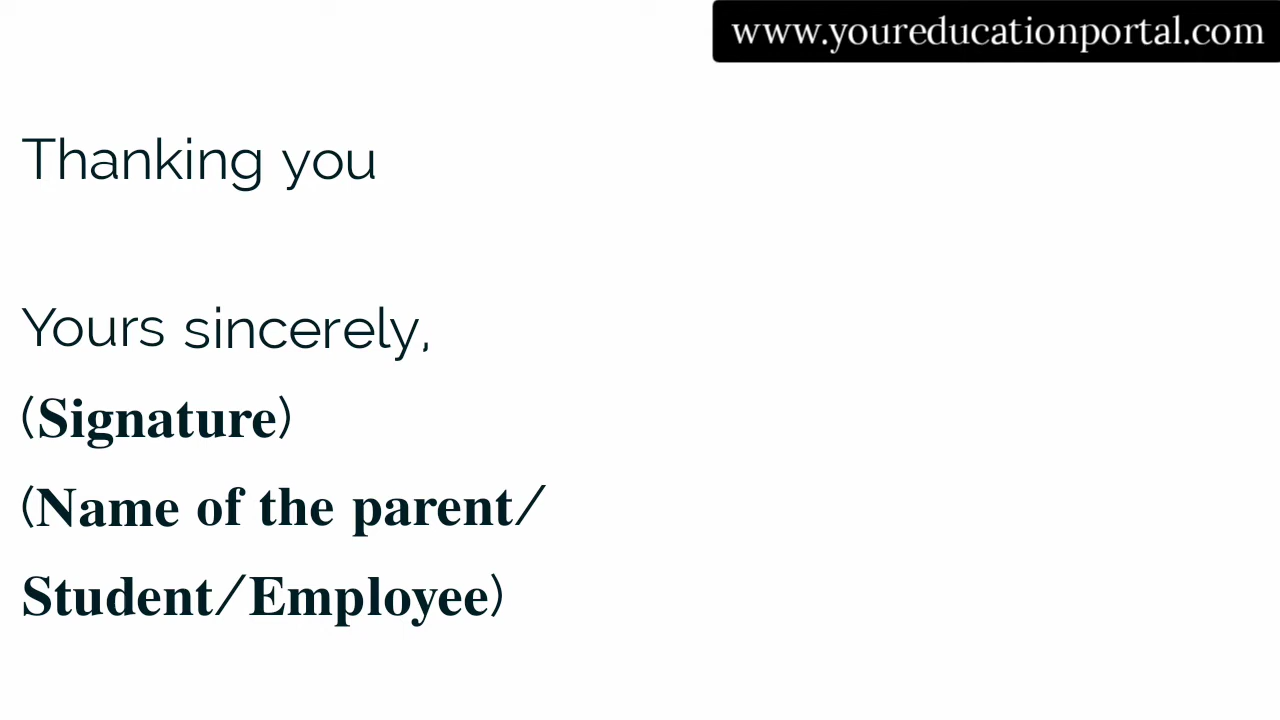 www.youreducationportal.com
Thanking you
Yours sincerely,
(Signature)
(Name of the parent/
Student/Employee)